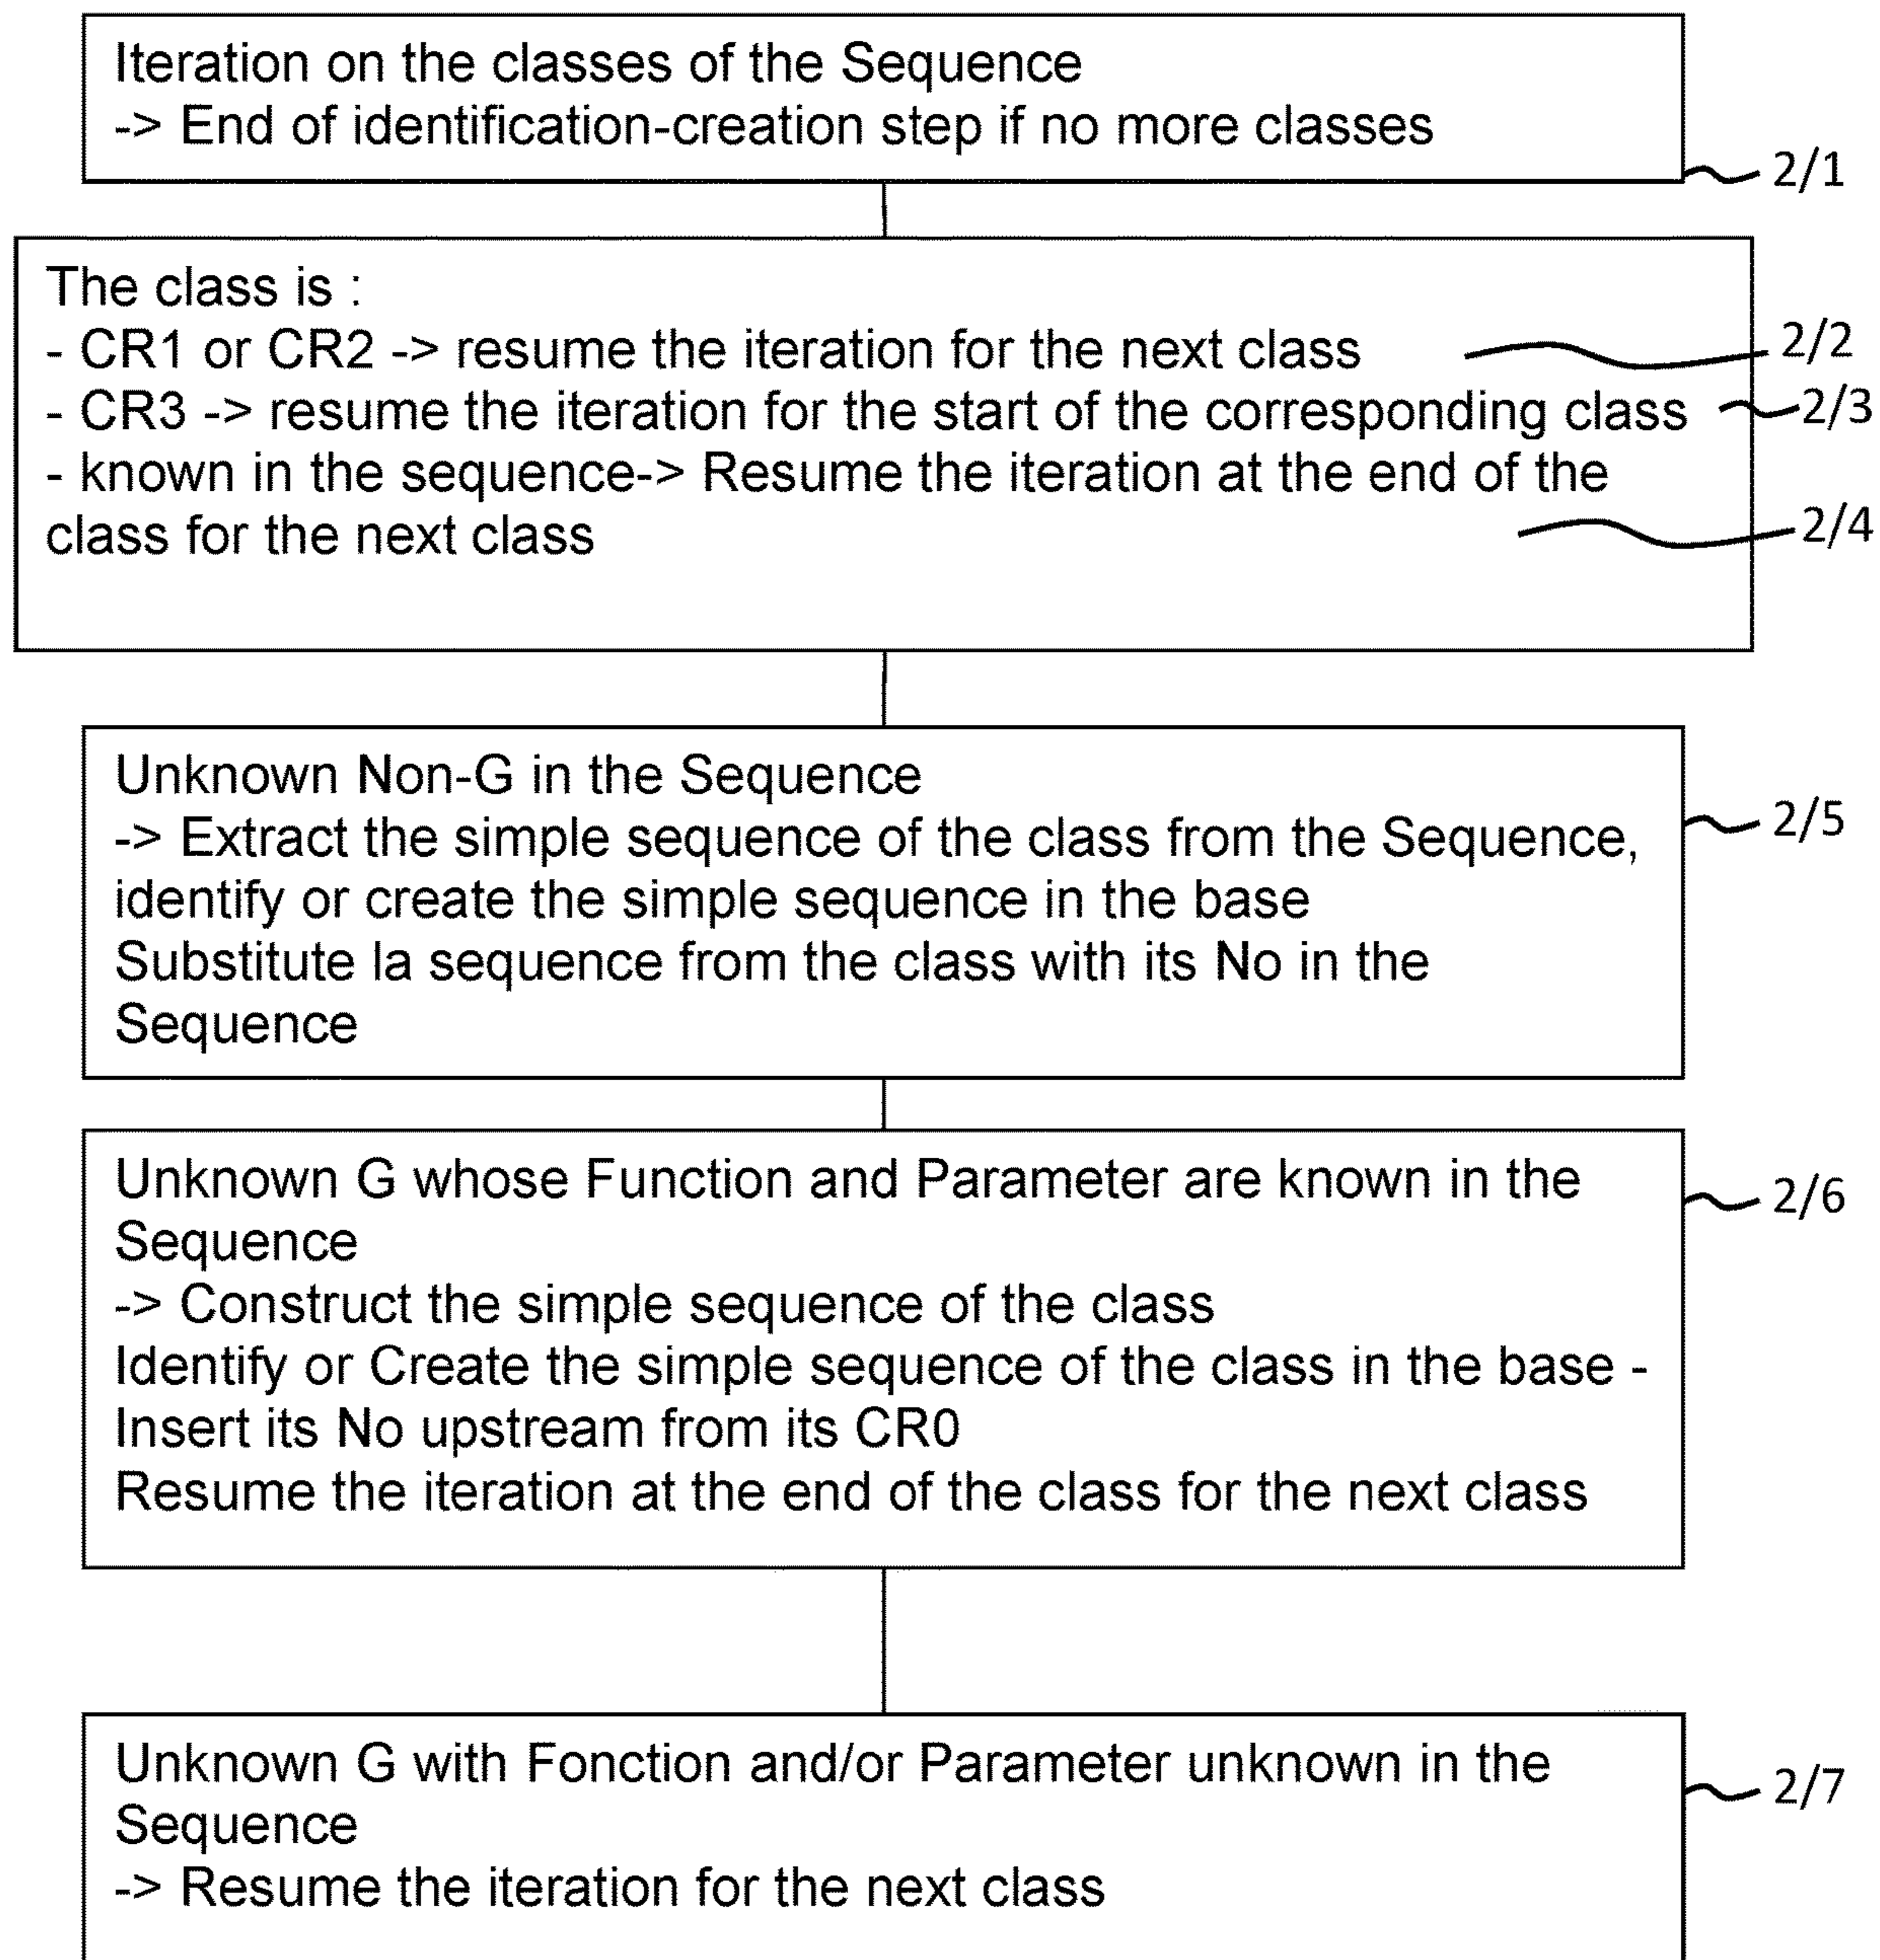 Iteration on the classes of the Sequence
-> End of identification-creation step if no more classes
2/1
The class is :
- CR1 or CR2 -> resume the iteration for the next class
2/2
- CR3 -> resume the iteration for the start of the corresponding class
2/3
- known in the sequence-> Resume the iteration at the end of the
class for the next class
2/4
Unknown Non-G in the Sequence
-> Extract the simple sequence of the class from the Sequence,
2/5
identify or create the simple sequence in the base
Substitute la sequence from the class with its No in the
Sequence
Unknown G whose Function and Parameter are known in the
2/6
Sequence
-> Construct the simple sequence of the class
Identify or Create the simple sequence of the class in the base -
Insert its No upstream from its CR0
Resume the iteration at the end of the class for the next class
Unknown G with Fonction and/or Parameter unknown in the
2/7
Sequence
-> Resume the iteration for the next class